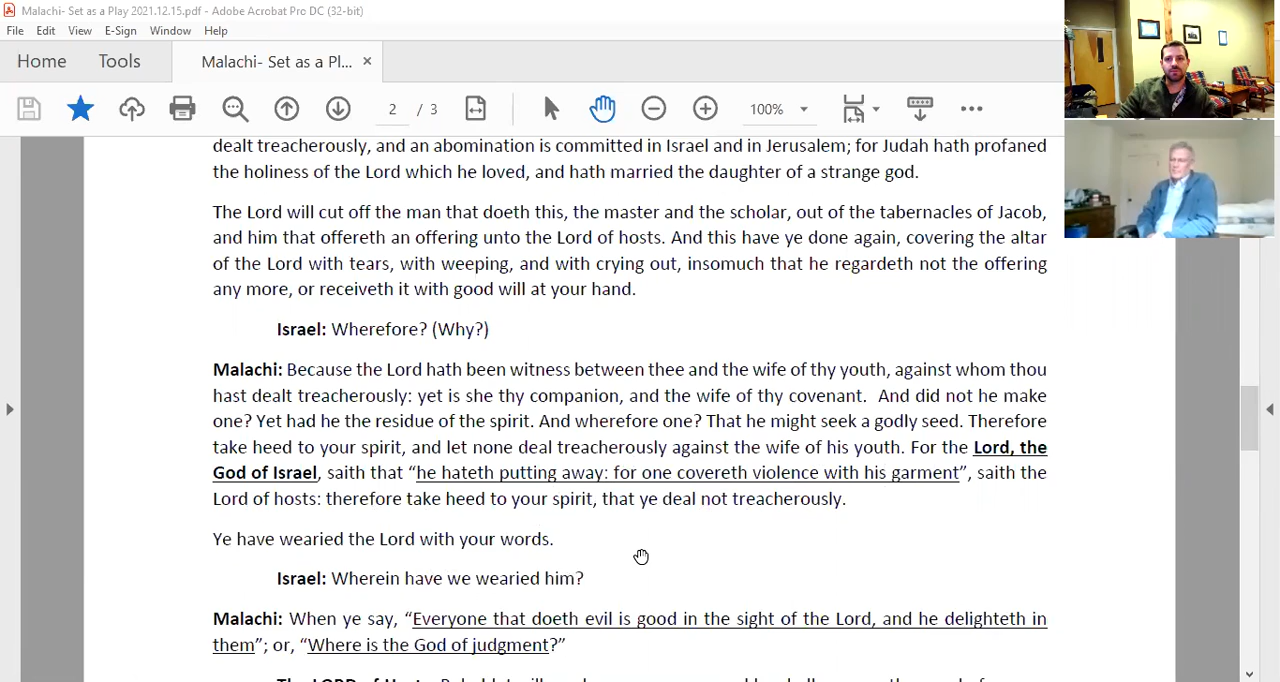 Malachi- Set as a Play 2021.12.15.pdf - Adobe Acrobat Pro DC (32-bit)
File Edit View E-Sign Window Help
Home Tools Malachi- Set as a Pl... ×
2 / 3 100%
dealt treacherously, and an abomination is committed in Israel and in Jerusalem; for Judah hath profaned
the holiness of the Lord which he loved, and hath married the daughter of a strange god.
The Lord will cut off the man that doeth this, the master and the scholar, out of the tabernacles of Jacob,
and him that offereth an offering unto the Lord of hosts. And this have ye done again, covering the altar
of the Lord with tears, with weeping, and with crying out, insomuch that he regardeth not the offering
any more, or receiveth it with good will at your hand.
Israel: Wherefore? (Why?)
Malachi: Because the Lord hath been witness between thee and the wife of thy youth, against whom thou
hast dealt treacherously: yet is she thy companion, and the wife of thy covenant. And did not he make
one? Yet had he the residue of the spirit. And wherefore one? That he might seek a godly seed. Therefore
take heed to your spirit, and let none deal treacherously against the wife of his youth. For the Lord, the
God of Israel, saith that “he hateth putting away: for one covereth violence with his garment”, saith the
Lord of hosts: therefore take heed to your spirit, that ye deal not treacherously.
Ye have wearied the Lord with your words.
Israel: Wherein have we wearied him?
Malachi: When ye say, “Everyone that doeth evil is good in the sight of the Lord, and he delighteth in
them”; or, “Where is the God of judgment?”